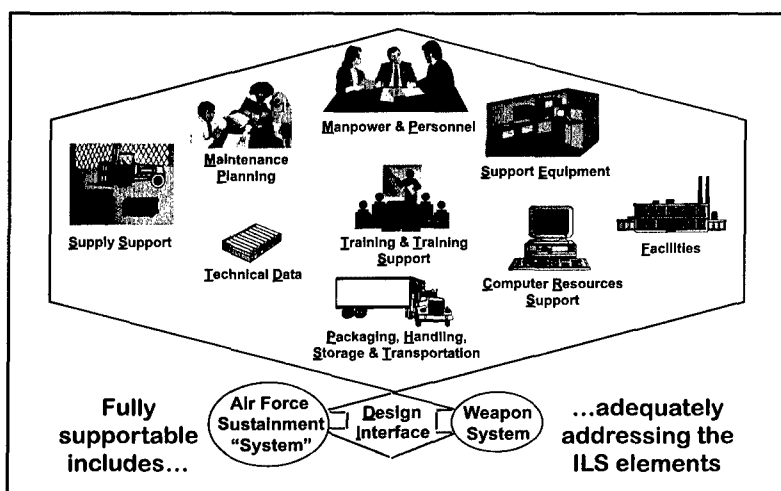 Manpower & Personnel
Maintenance
Planning
Support Equipment
Supply Support
Technical Data
Training & Training
Support
Computer Resources
Support
Facilities
Packaging, Handling,
Storage & Transportation
Fully
supportable
includes...
Air Force
Sustainment
"System"
Design
Interface
Weapon
System
...adequately
addressing the
ILS elements